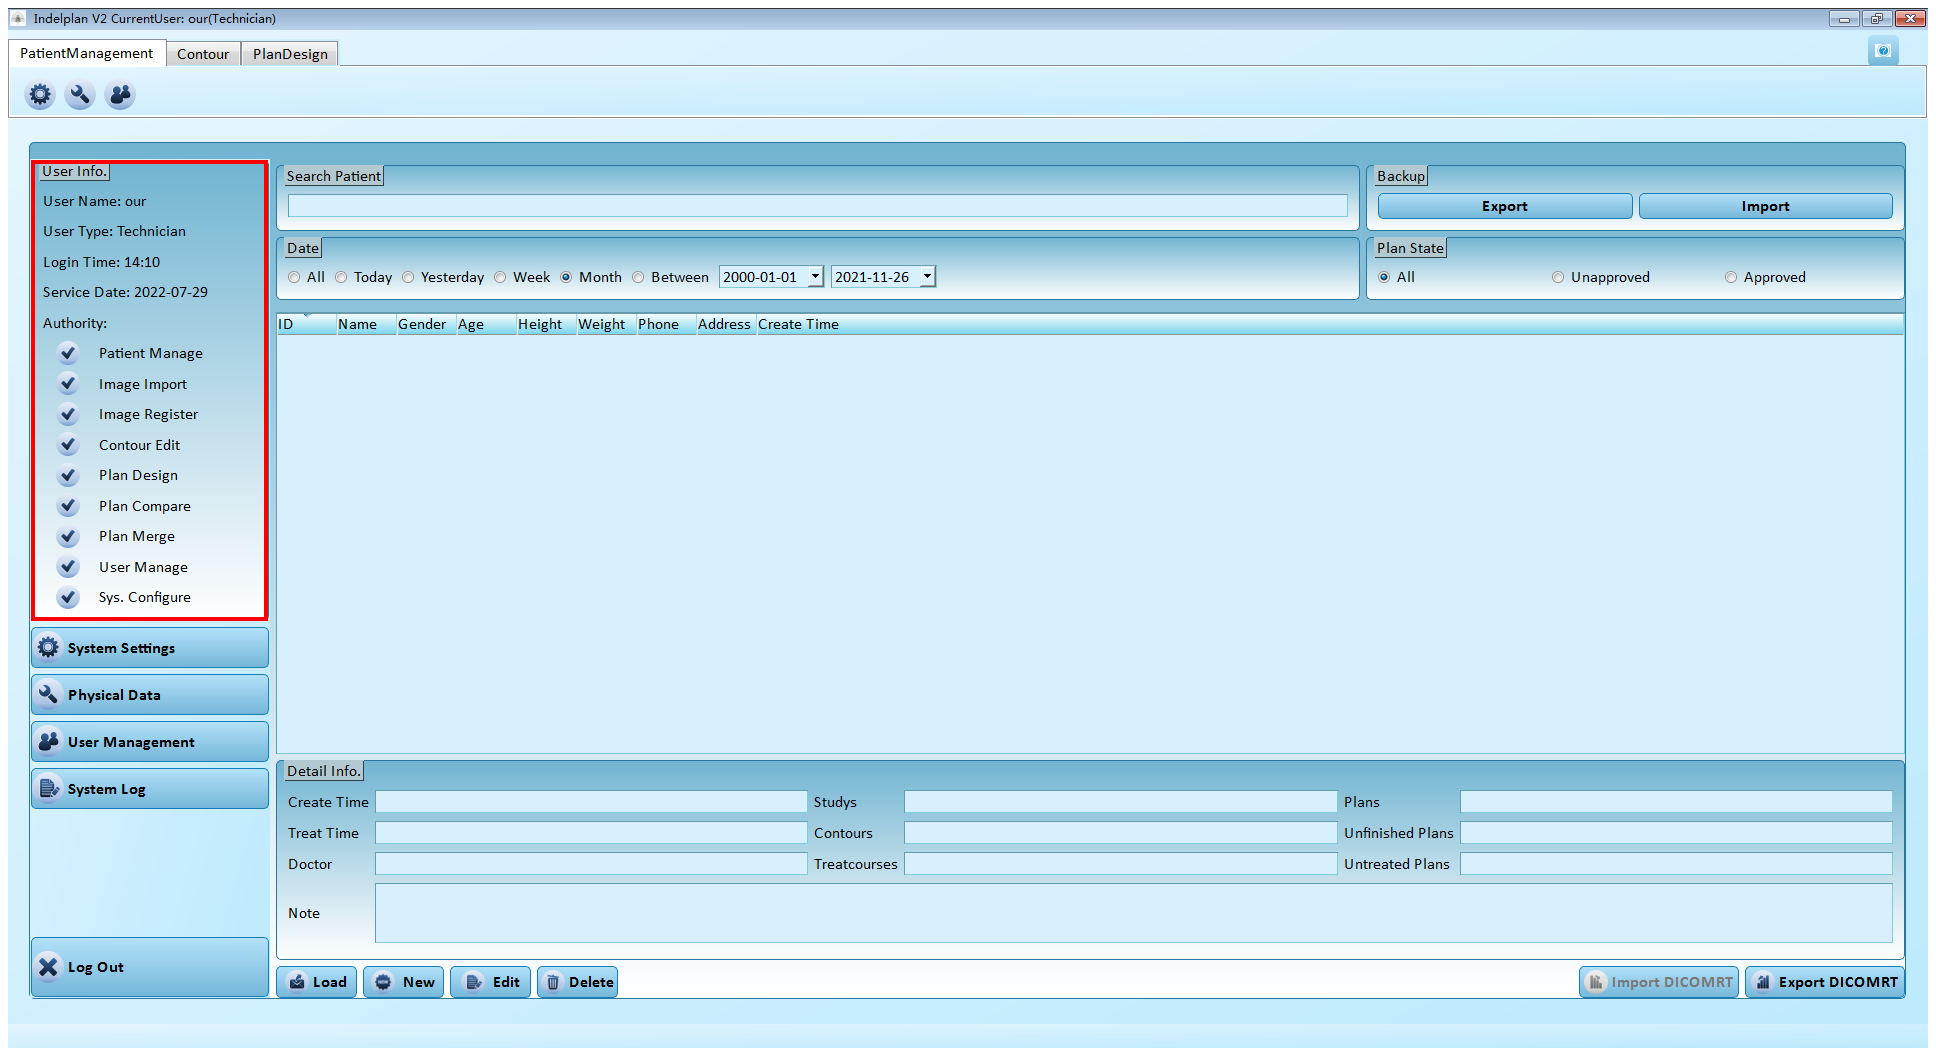 Indelplan V2 CurrentUser: our(Technician)
PatientManagement Contour PlanDesign
User Info.
User Name: our
User Type: Technician
Login Time: 14:10
Service Date: 2022-07-29
Authority:
Patient Manage
Image Import
Image Register
Contour Edit
Plan Design
Plan Compare
Plan Merge
User Manage
Sys. Configure
System Settings
Physical Data
User Management
System Log
Log Out
Search Patient
Backup
Export Import
Date
All Today Yesterday Week Month Between 2000-01-01 2021-11-26
Plan State
All Unapproved Approved
ID Name Gender Age Height Weight Phone Address Create Time
Detail Info.
Create Time Studys Plans
Treat Time Contours Unfinished Plans
Doctor Treatcourses Untreated Plans
Note
Load New Edit Delete Import DICOMRT Export DICOMRT